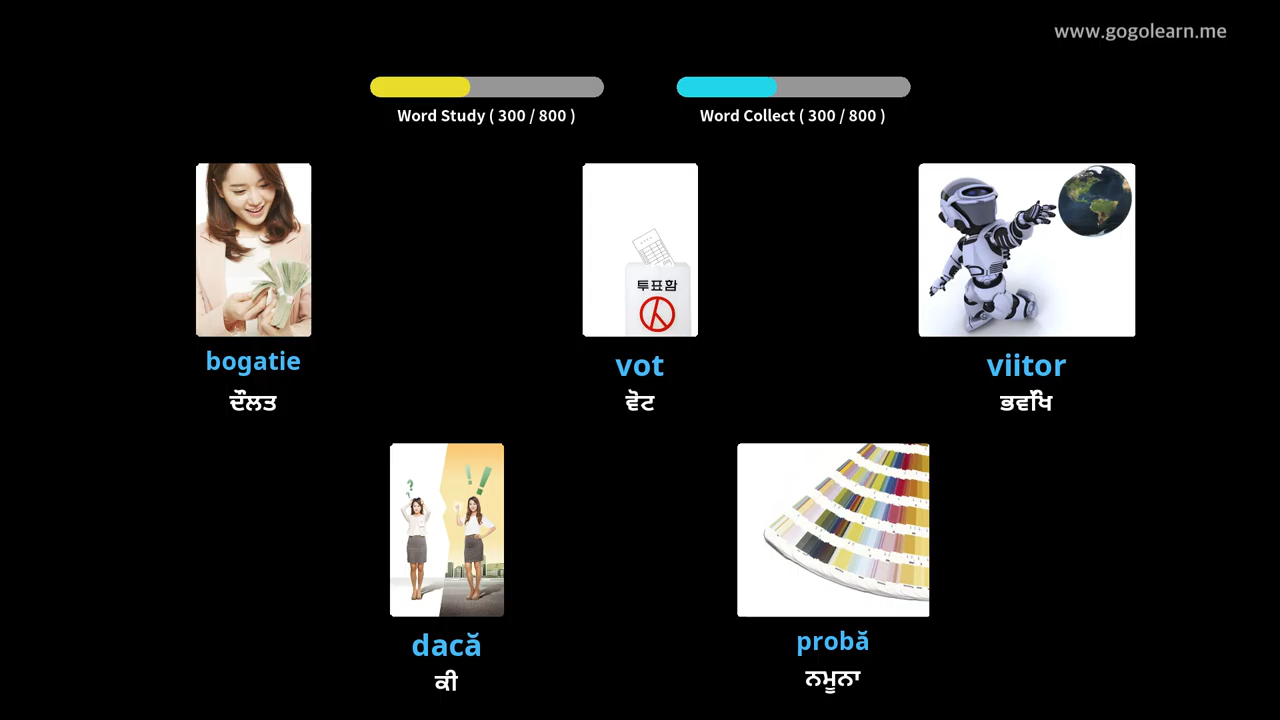 www.gogolearn.me
Word Study ( 300 / 800 )
Word Collect ( 300 / 800 )
투표함
bogatie
ਦੌਲਤ
vot
ਵੋਟ
viitor
ਭਵਿੱਖ
dacă
ਕੀ
probă
ਨਮੂਨਾ